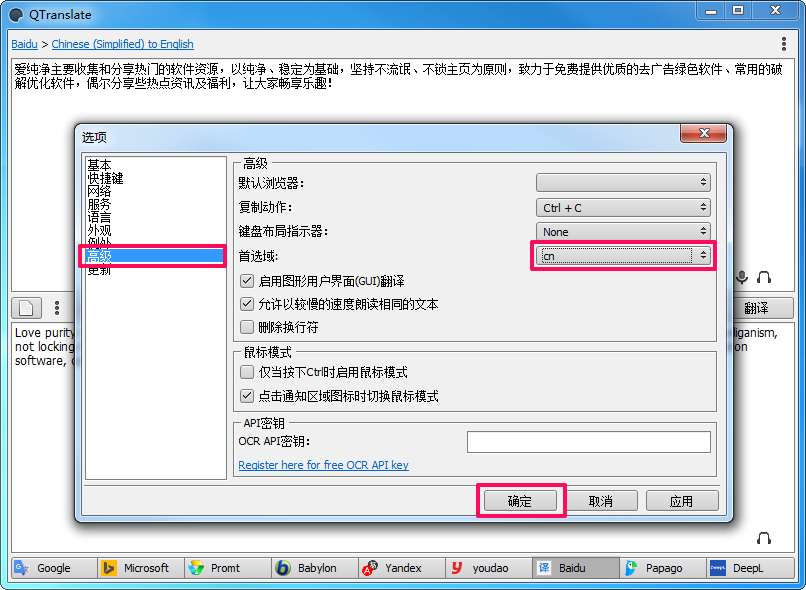 QTranslate
Baidu > Chinese (Simplified) to English
爱纯净主要收集和分享热门的软件资源，以纯净、稳定为基础，坚持不流氓、不锁主页为原则，致力于免费提供优质的去广告绿色软件、常用的破
解优化软件，偶尔分享些热点资讯及福利，让大家畅享乐趣！
选项
基本
快捷键
网络
服务
语言
外观
例外
高级
更新
高级
默认浏览器：
复制动作：
Ctrl + C
键盘布局指示器：
None
首选域：
cn
启用图形用户界面(GUI)翻译
允许以较慢的速度朗读相同的文本
删除换行符
鼠标模式
仅当按下Ctrl时启用鼠标模式
点击通知区域图标时切换鼠标模式
API密钥
OCR API密钥：
Register here for free OCR API key
确定
取消
应用
翻译
Love purity
iganism,
not locking
on
software,
Google
Microsoft
Promt
Babylon
Yandex
youdao
译
Baidu
Papago
DeepL
DeepL